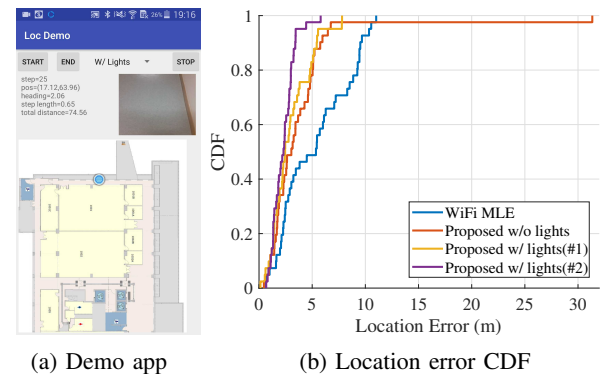 26% 19:16
Loc Demo
START END W/ Lights STOP
step=25
pos=(17.12,63.96)
heading=2.06
step length=0.65
total distance=74.56
(a) Demo app
1
0.8
0.6
0.4
0.2
0
CDF
WiFi MLE
Proposed w/o lights
Proposed w/ lights(#1)
Proposed w/ lights(#2)
0 5 10 15 20 25 30
Location Error (m)
(b) Location error CDF